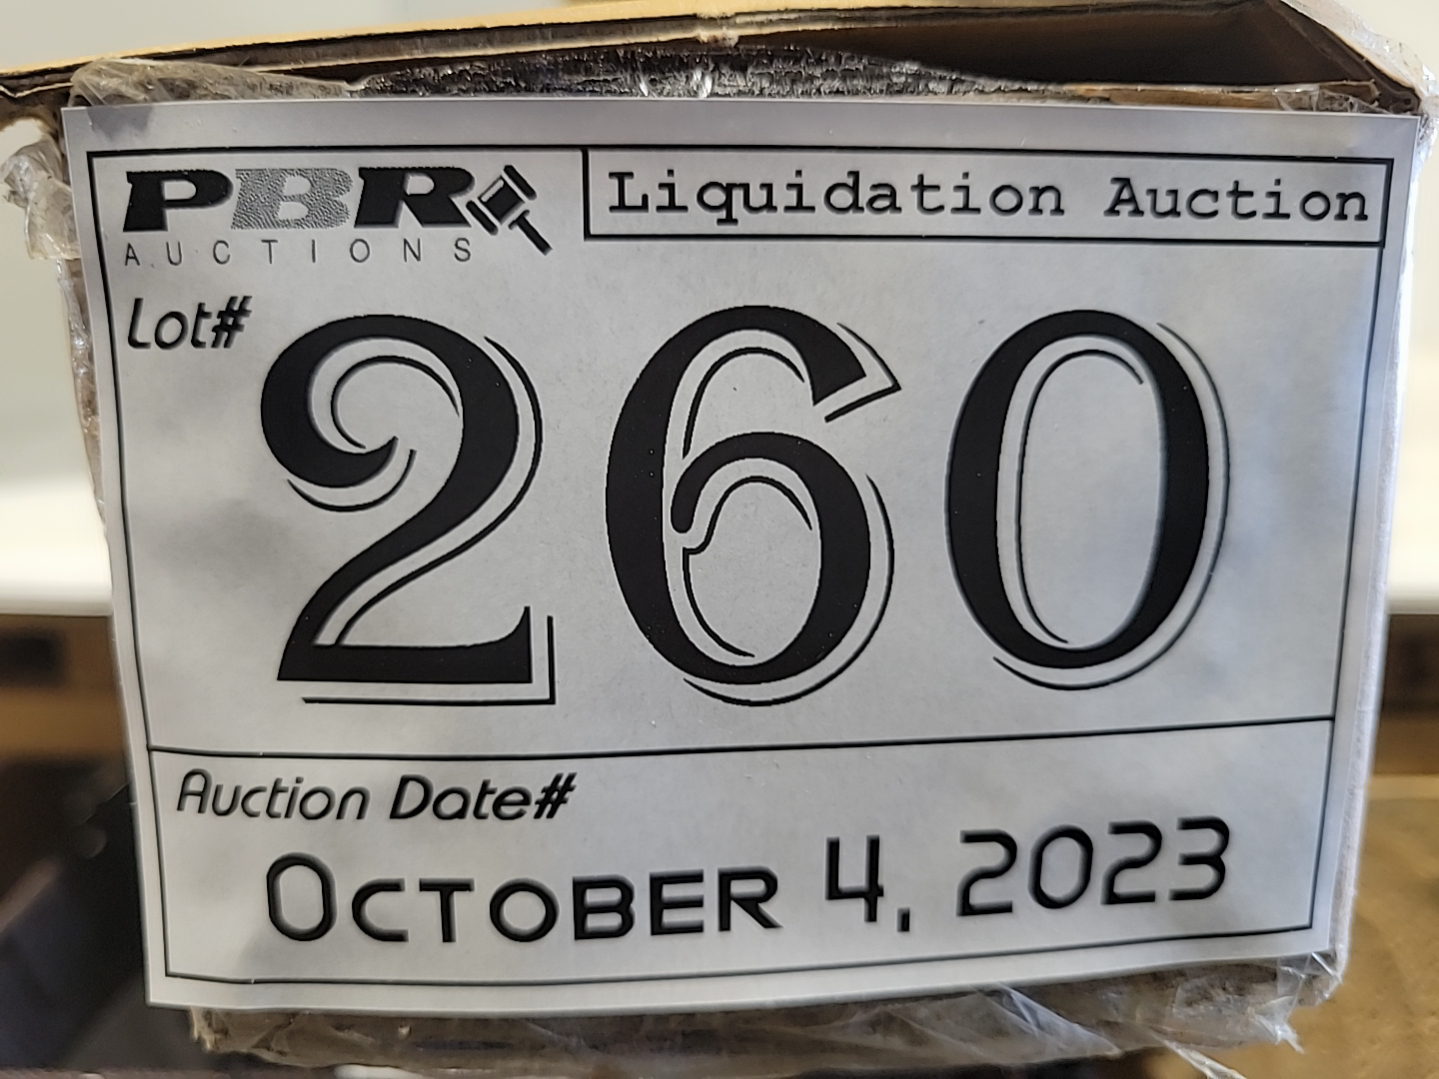 PBR
AUCTIONS
Liquidation Auction
Lot#
260
Auction Date#
October 4, 2023